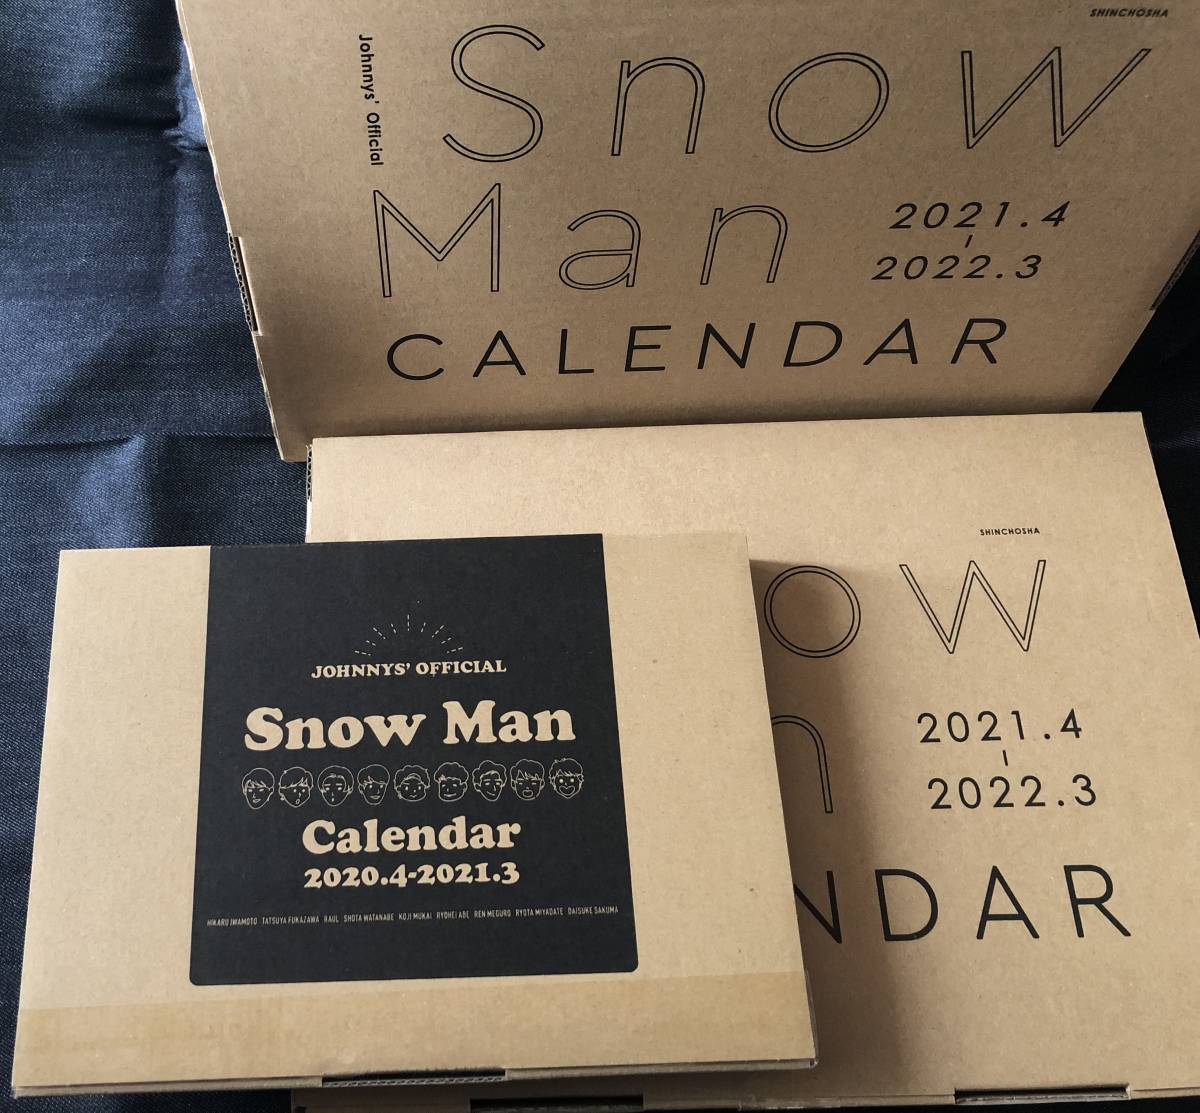 SHINCHOSHA
Johnnys' Official
Snow
Man
2021.4
-
2022.3
CALENDAR
SHINCHOSHA
ow
n
2021.4
-
2022.3
NDAR
JOHNNYS' OFFICIAL
Snow Man
Calendar
2020.4-2021.3
HIKARU IWAMOTO TATSUYA FUKAZAWA RAUL SHOTA WATANABE KOJI MUKAI RYOHEI ABE REN MEGURO RYOTA MIYADATE DAISUKE SAKUMA